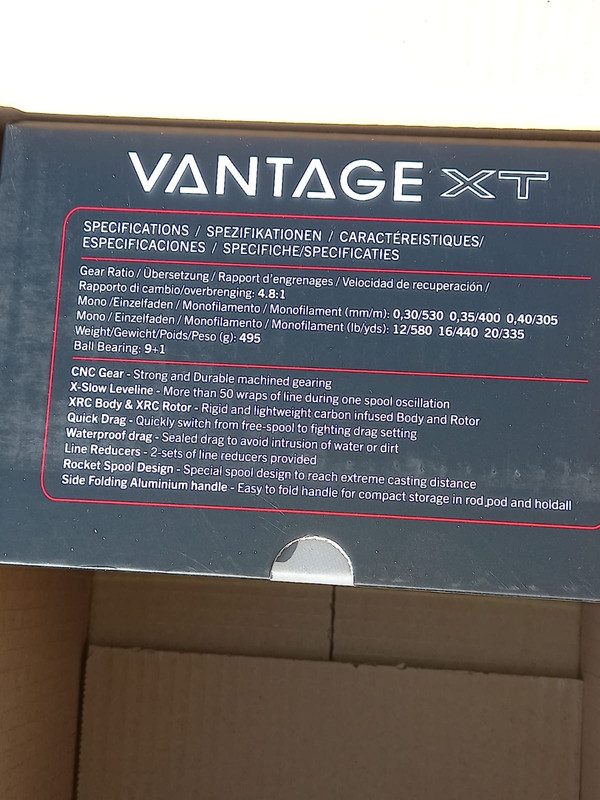 VANTAGE XT
SPECIFICATIONS / SPEZIFIKATIONEN / CARACTÉREISTIQUES/
ESPECIFICACIONES / SPECIFICHE/SPECIFICATIES
Gear Ratio / Übersetzung / Rapport d'engrenages / Velocidad de recuperación /
Rapporto di cambio/overbrenging: 4.8:1
Mono /Einzelfaden / Monofilamento / Monofilament (mm/m): 0,30/530 0,35/400 0,40/305
Mono / Einzelfaden / Monofilamento / Monofilament (lb/yds): 12/580 16/440 20/335
Weight/Gewicht/Poids/Peso (g): 495
Ball Bearing: 9+1
CNC Gear - Strong and Durable machined gearing
X-Slow Leveline - More than 50 wraps of line during one spool oscillation
XRC Body & XRC Rotor - Rigid and lightweight carbon infused Body and Rotor
Quick Drag - Quickly switch from free-spool to fighting drag setting
Waterproof drag - Sealed drag to avoid intrusion of water or dirt
Line Reducers - 2-sets of line reducers provided
Rocket Spool Design - Special spool design to reach extreme casting distance
Side Folding Aluminium handle - Easy to fold handle for compact storage in rod pod and holdall